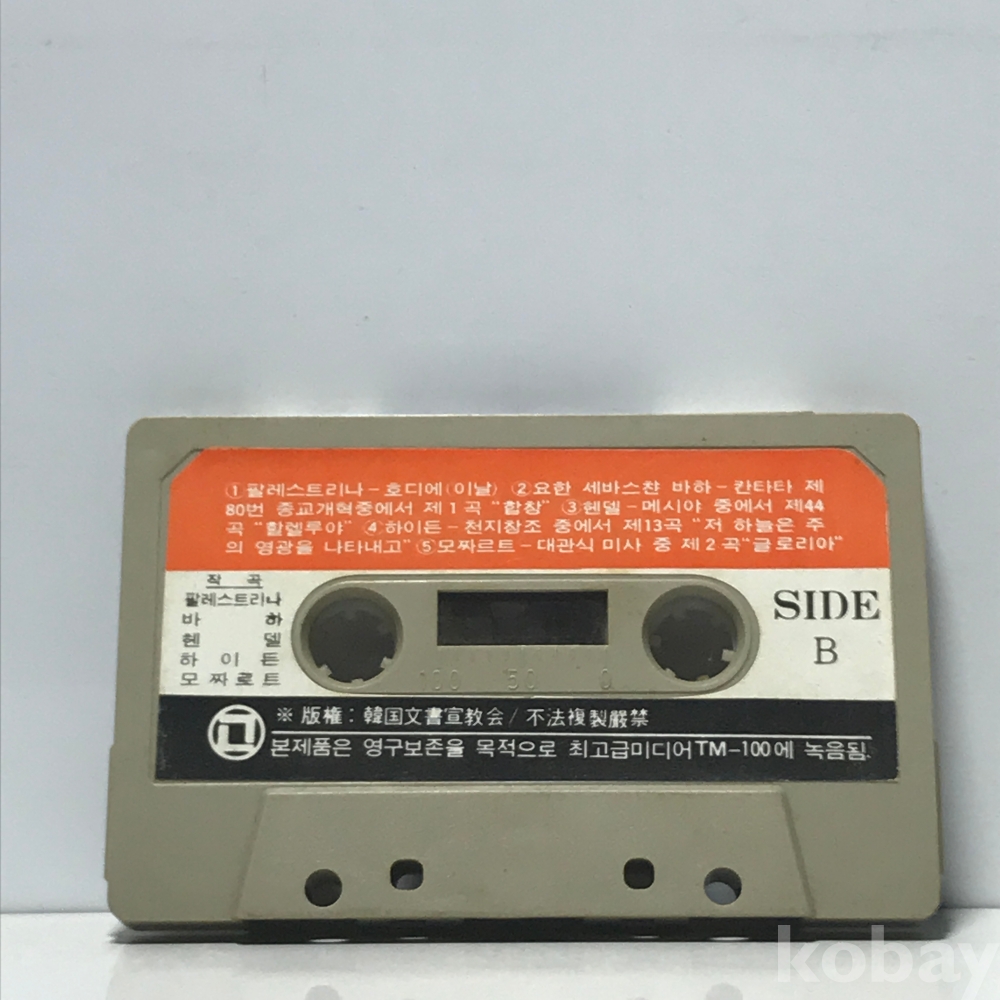 ①팔레스트리나-호디에(이날) ②요한 세바스챤 바하-칸타타 제
80번 종교개혁중에서 제1곡 "합창" ③헨델-메시야 중에서 제44
곡 "할렐루야" ④하이든-천지창조 중에서 제13곡 "저 하늘은 주
의 영광을 나타내고" ⑤모짜르트-대관식 미사 중 제2곡"글로리아"
작 곡
팔레스트리나
바 하
헨 델
하 이 든
모 짜 르 트
SIDE
B
100 50 0
※ 版權: 韓国文書宣教会/不法複製嚴禁
본제품은 영구보존을 목적으로 최고급미디어TM-100에 녹음됨.
kobay